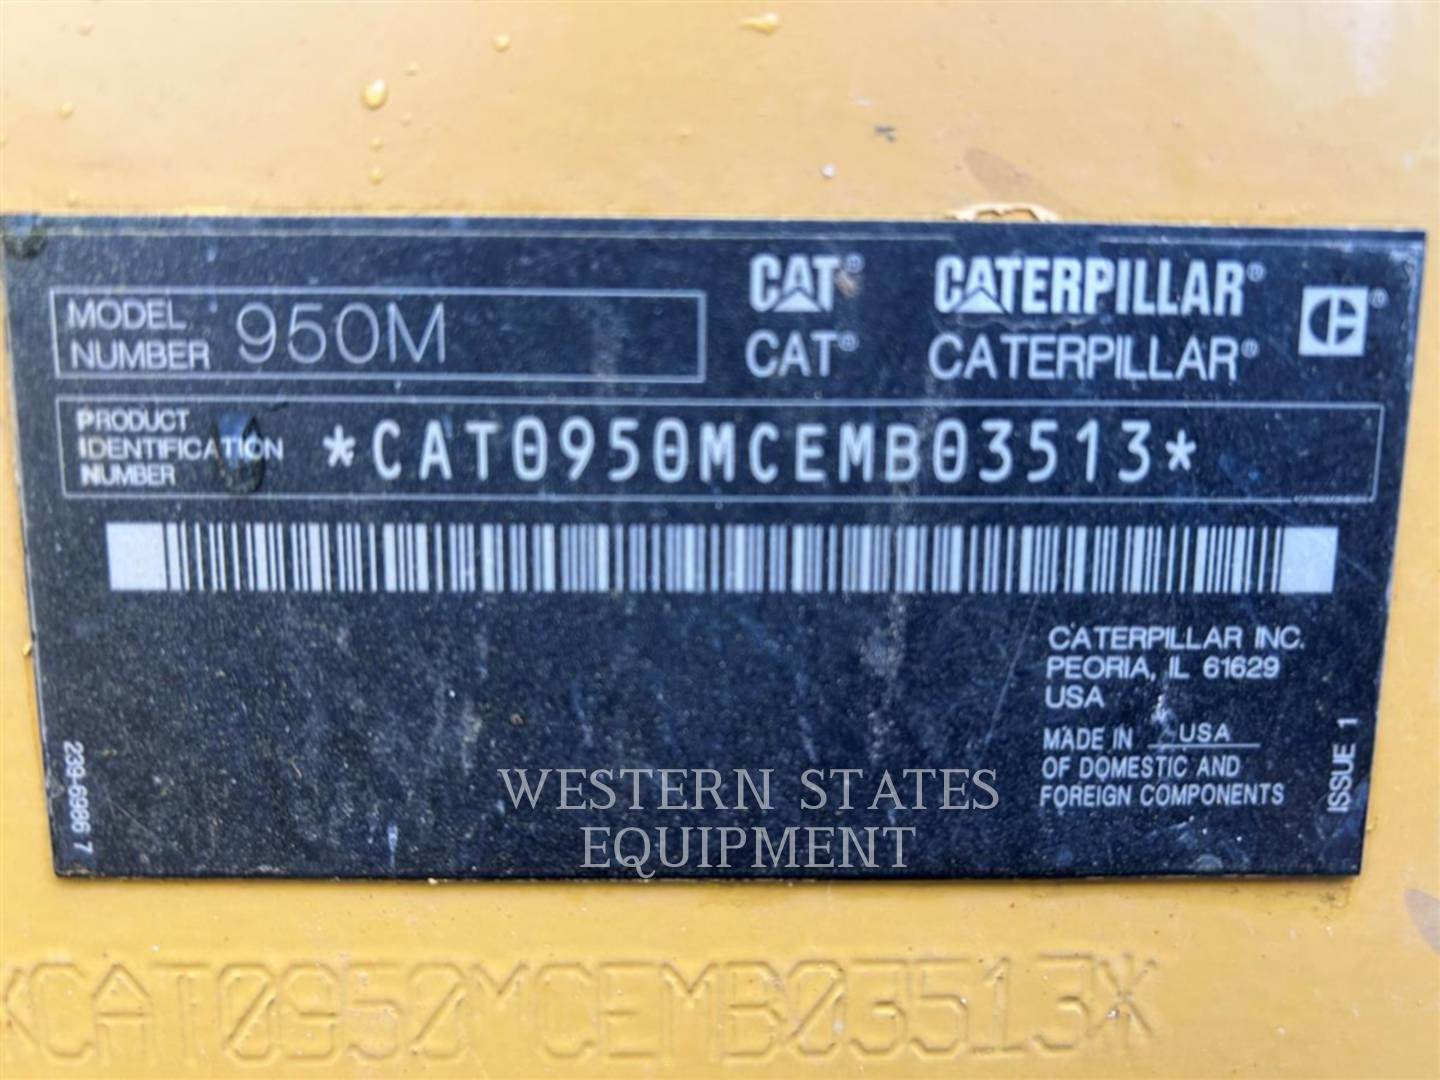 MODEL NUMBER 950M
CAT® CATERPILLAR®
CAT® CATERPILLAR®
PRODUCT IDENTIFICATION NUMBER *CAT0950MCEMB03513*
CATERPILLAR INC.
PEORIA, IL 61629
USA
MADE IN USA
OF DOMESTIC AND
FOREIGN COMPONENTS
ISSUE 1
239-6986 7
WESTERN STATES
EQUIPMENT
*CAT0950MCEMB03513*